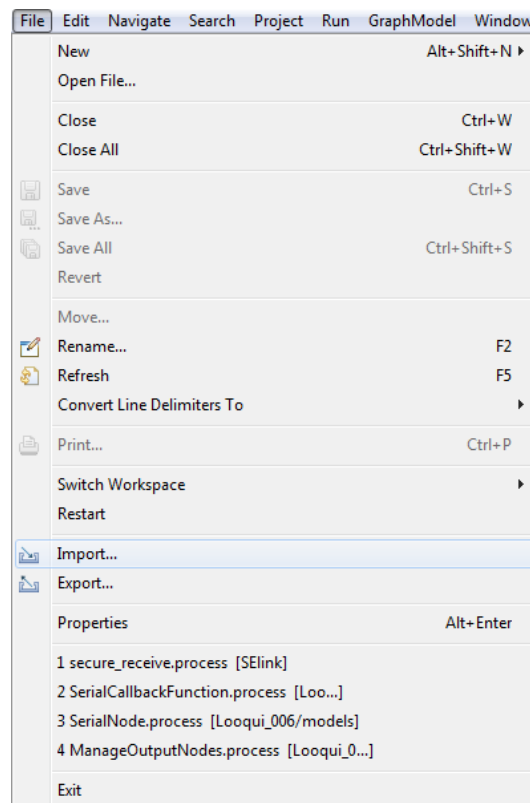 File Edit Navigate Search Project Run GraphModel Window
New Alt+Shift+N
Open File...
Close Ctrl+W
Close All Ctrl+Shift+W
Save Ctrl+S
Save As...
Save All Ctrl+Shift+S
Revert
Move...
Rename... F2
Refresh F5
Convert Line Delimiters To
Print... Ctrl+P
Switch Workspace
Restart
Import...
Export...
Properties Alt+Enter
1 secure_receive.process [SElink]
2 SerialCallbackFunction.process [Loo...]
3 SerialNode.process [Looqui_006/models]
4 ManageOutputNodes.process [Looqui_0...]
Exit